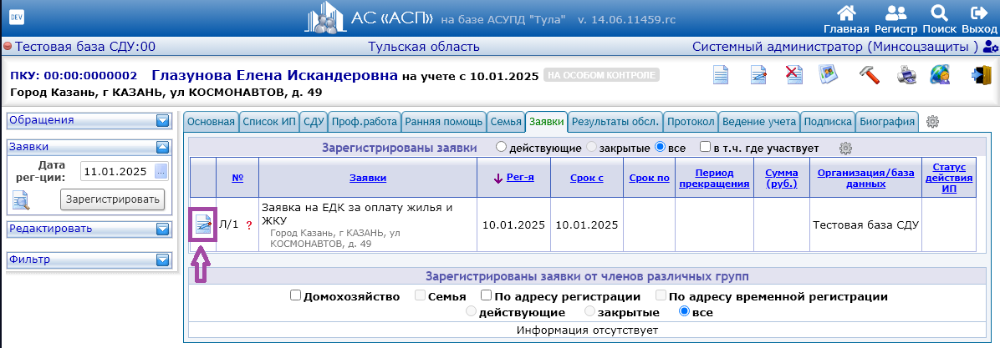 DEV
АС «АСП» на базе АСУПД "Тула" v. 14.06.11459.rc
Главная Регистр Поиск Выход
Тестовая база СДУ:00 Тульская область Системный администратор (Минсоцзащиты )
ПКУ: 00:00:0000002 Глазунова Елена Искандеровна на учете с 10.01.2025 НА ОСОБОМ КОНТРОЛЕ
Город Казань, г КАЗАНЬ, ул КОСМОНАВТОВ, д. 49
Обращения
Заявки
Дата
рег-ции: 11.01.2025 ...
Зарегистрировать
Редактировать
Фильтр
Основная Список ИП СДУ Проф.работа Ранняя помощь Семья Заявки Результаты обсл. Протокол Ведение учета Подписка Биография
Зарегистрированы заявки действующие закрытые все в т.ч. где участвует
№ Заявки Рег-я Срок с Срок по Период прекращения Сумма (руб.) Организация/база данных Статус действия ИП
Л/1 ? Заявка на ЕДК за оплату жилья и
ЖКУ
Город Казань, г КАЗАНЬ, ул
КОСМОНАВТОВ, д. 49
10.01.2025 10.01.2025 Тестовая база СДУ
Зарегистрированы заявки от членов различных групп
Домохозяйство Семья По адресу регистрации По адресу временной регистрации
действующие закрытые все
Информация отсутствует